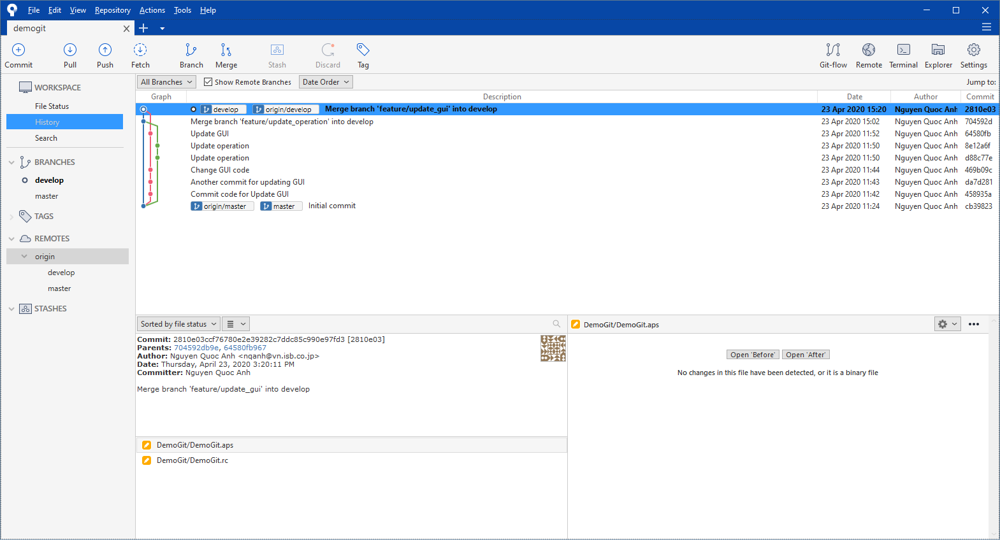 File Edit View Repository Actions Tools Help
demogit
Commit Pull Push Fetch Branch Merge Stash Discard Tag Git-flow Remote Terminal Explorer Settings
WORKSPACE
File Status
History
Search
BRANCHES
develop
master
TAGS
REMOTES
origin
develop
master
STASHES
All Branches Show Remote Branches Date Order Jump to:
Graph Description Date Author Commit
develop origin/develop Merge branch 'feature/update_gui' into develop 23 Apr 2020 15:20 Nguyen Quoc Anh 2810e03
Merge branch 'feature/update_operation' into develop 23 Apr 2020 15:02 Nguyen Quoc Anh 704592d
Update GUI 23 Apr 2020 11:52 Nguyen Quoc Anh 64580fb
Update operation 23 Apr 2020 11:50 Nguyen Quoc Anh 8e12a6f
Update operation 23 Apr 2020 11:50 Nguyen Quoc Anh d88c77e
Change GUI code 23 Apr 2020 11:44 Nguyen Quoc Anh 469b09c
Another commit for updating GUI 23 Apr 2020 11:43 Nguyen Quoc Anh da7d281
Commit code for Update GUI 23 Apr 2020 11:42 Nguyen Quoc Anh 458935a
origin/master master Initial commit 23 Apr 2020 11:24 Nguyen Quoc Anh cb39823
Sorted by file status
Commit: 2810e03ccf76780e2e39282c7ddc85c990e97fd3 [2810e03]
Parents: 704592db9e, 64580fb967
Author: Nguyen Quoc Anh <nqanh@vn.isb.co.jp>
Date: Thursday, April 23, 2020 3:20:11 PM
Committer: Nguyen Quoc Anh
Merge branch 'feature/update_gui' into develop
DemoGit/DemoGit.aps
DemoGit/DemoGit.rc
DemoGit/DemoGit.aps
Open 'Before' Open 'After'
No changes in this file have been detected, or it is a binary file